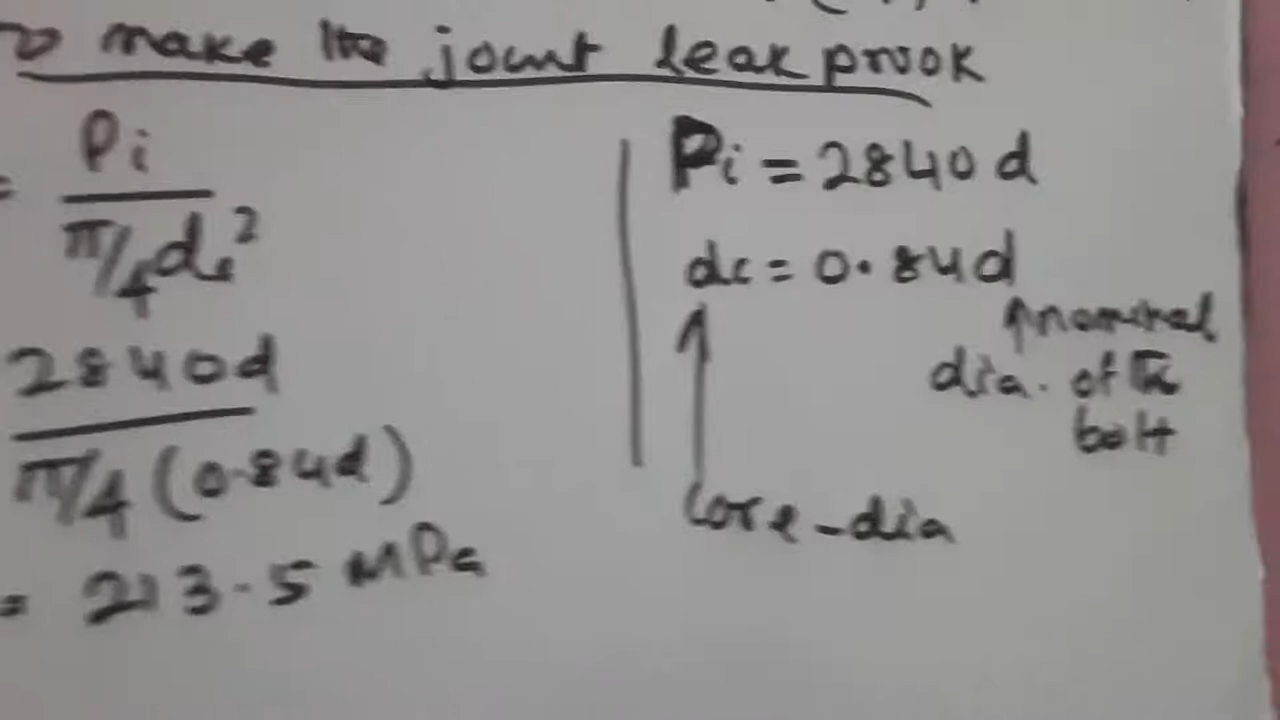 make the joint leak prook
= Pi
π/4 dc²
2840d
π/4 (0.84d)
= 213.5 MPa
Pi = 2840 d
dc = 0.84d
↑ nominal
dia. of the
bolt
Core-dia